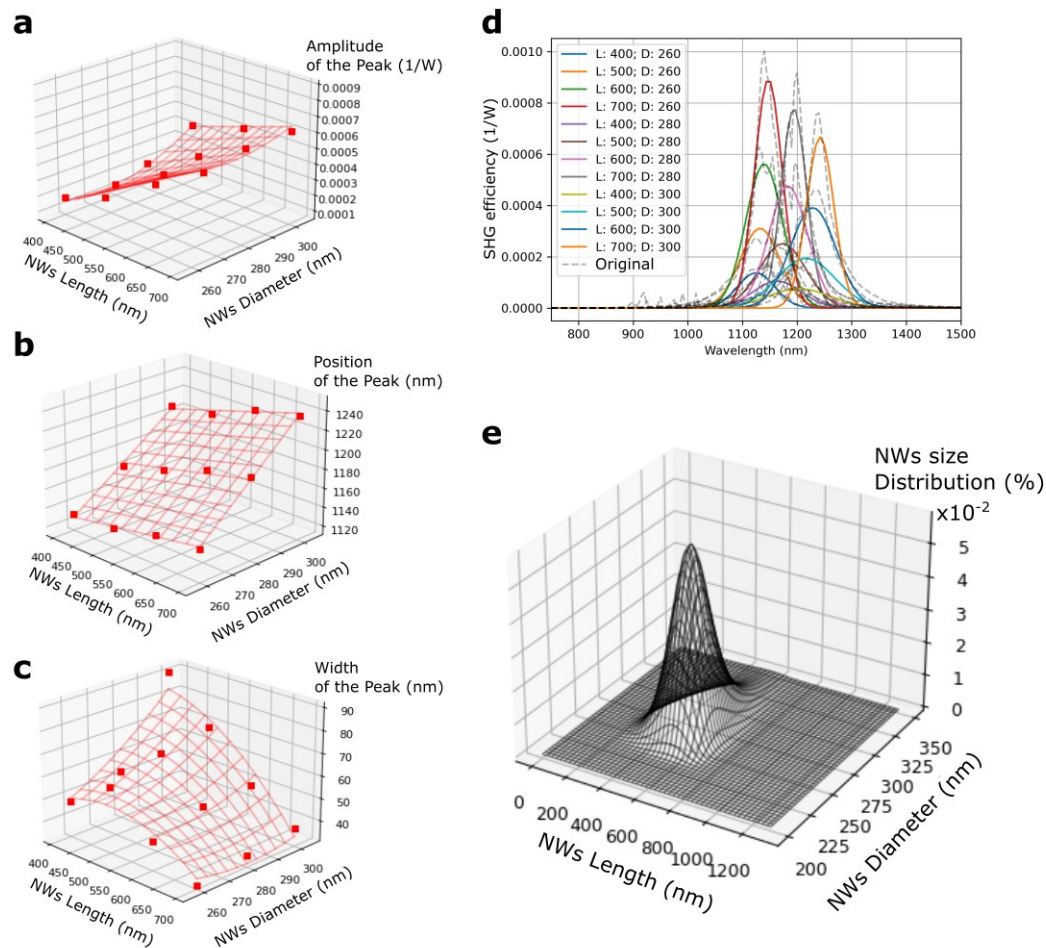 a
Amplitude
of the Peak (1/W)
0.0009
0.0008
0.0007
0.0006
0.0005
0.0004
0.0003
0.0002
0.0001
400
450
500
550
600
650
700
NWs Length (nm)
260
270
280
290
300
NWs Diameter (nm)
b
Position
of the Peak (nm)
1240
1220
1200
1180
1160
1140
1120
400
450
500
550
600
650
700
NWs Length (nm)
260
270
280
290
300
NWs Diameter (nm)
c
Width
of the Peak (nm)
90
80
70
60
50
40
400
450
500
550
600
650
700
NWs Length (nm)
260
270
280
290
300
NWs Diameter (nm)
d
SHG efficiency (1/W)
0.0010
0.0008
0.0006
0.0004
0.0002
0.0000
L: 400; D: 260
L: 500; D: 260
L: 600; D: 260
L: 700; D: 260
L: 400; D: 280
L: 500; D: 280
L: 600; D: 280
L: 700; D: 280
L: 400; D: 300
L: 500; D: 300
L: 600; D: 300
L: 700; D: 300
Original
800 900 1000 1100 1200 1300 1400 1500
Wavelength (nm)
e
NWs size
Distribution (%)
x10-2
5
4
3
2
1
0
0
200
400
600
800
1000
1200
NWs Length (nm)
200
225
250
275
300
325
350
NWs Diameter (nm)